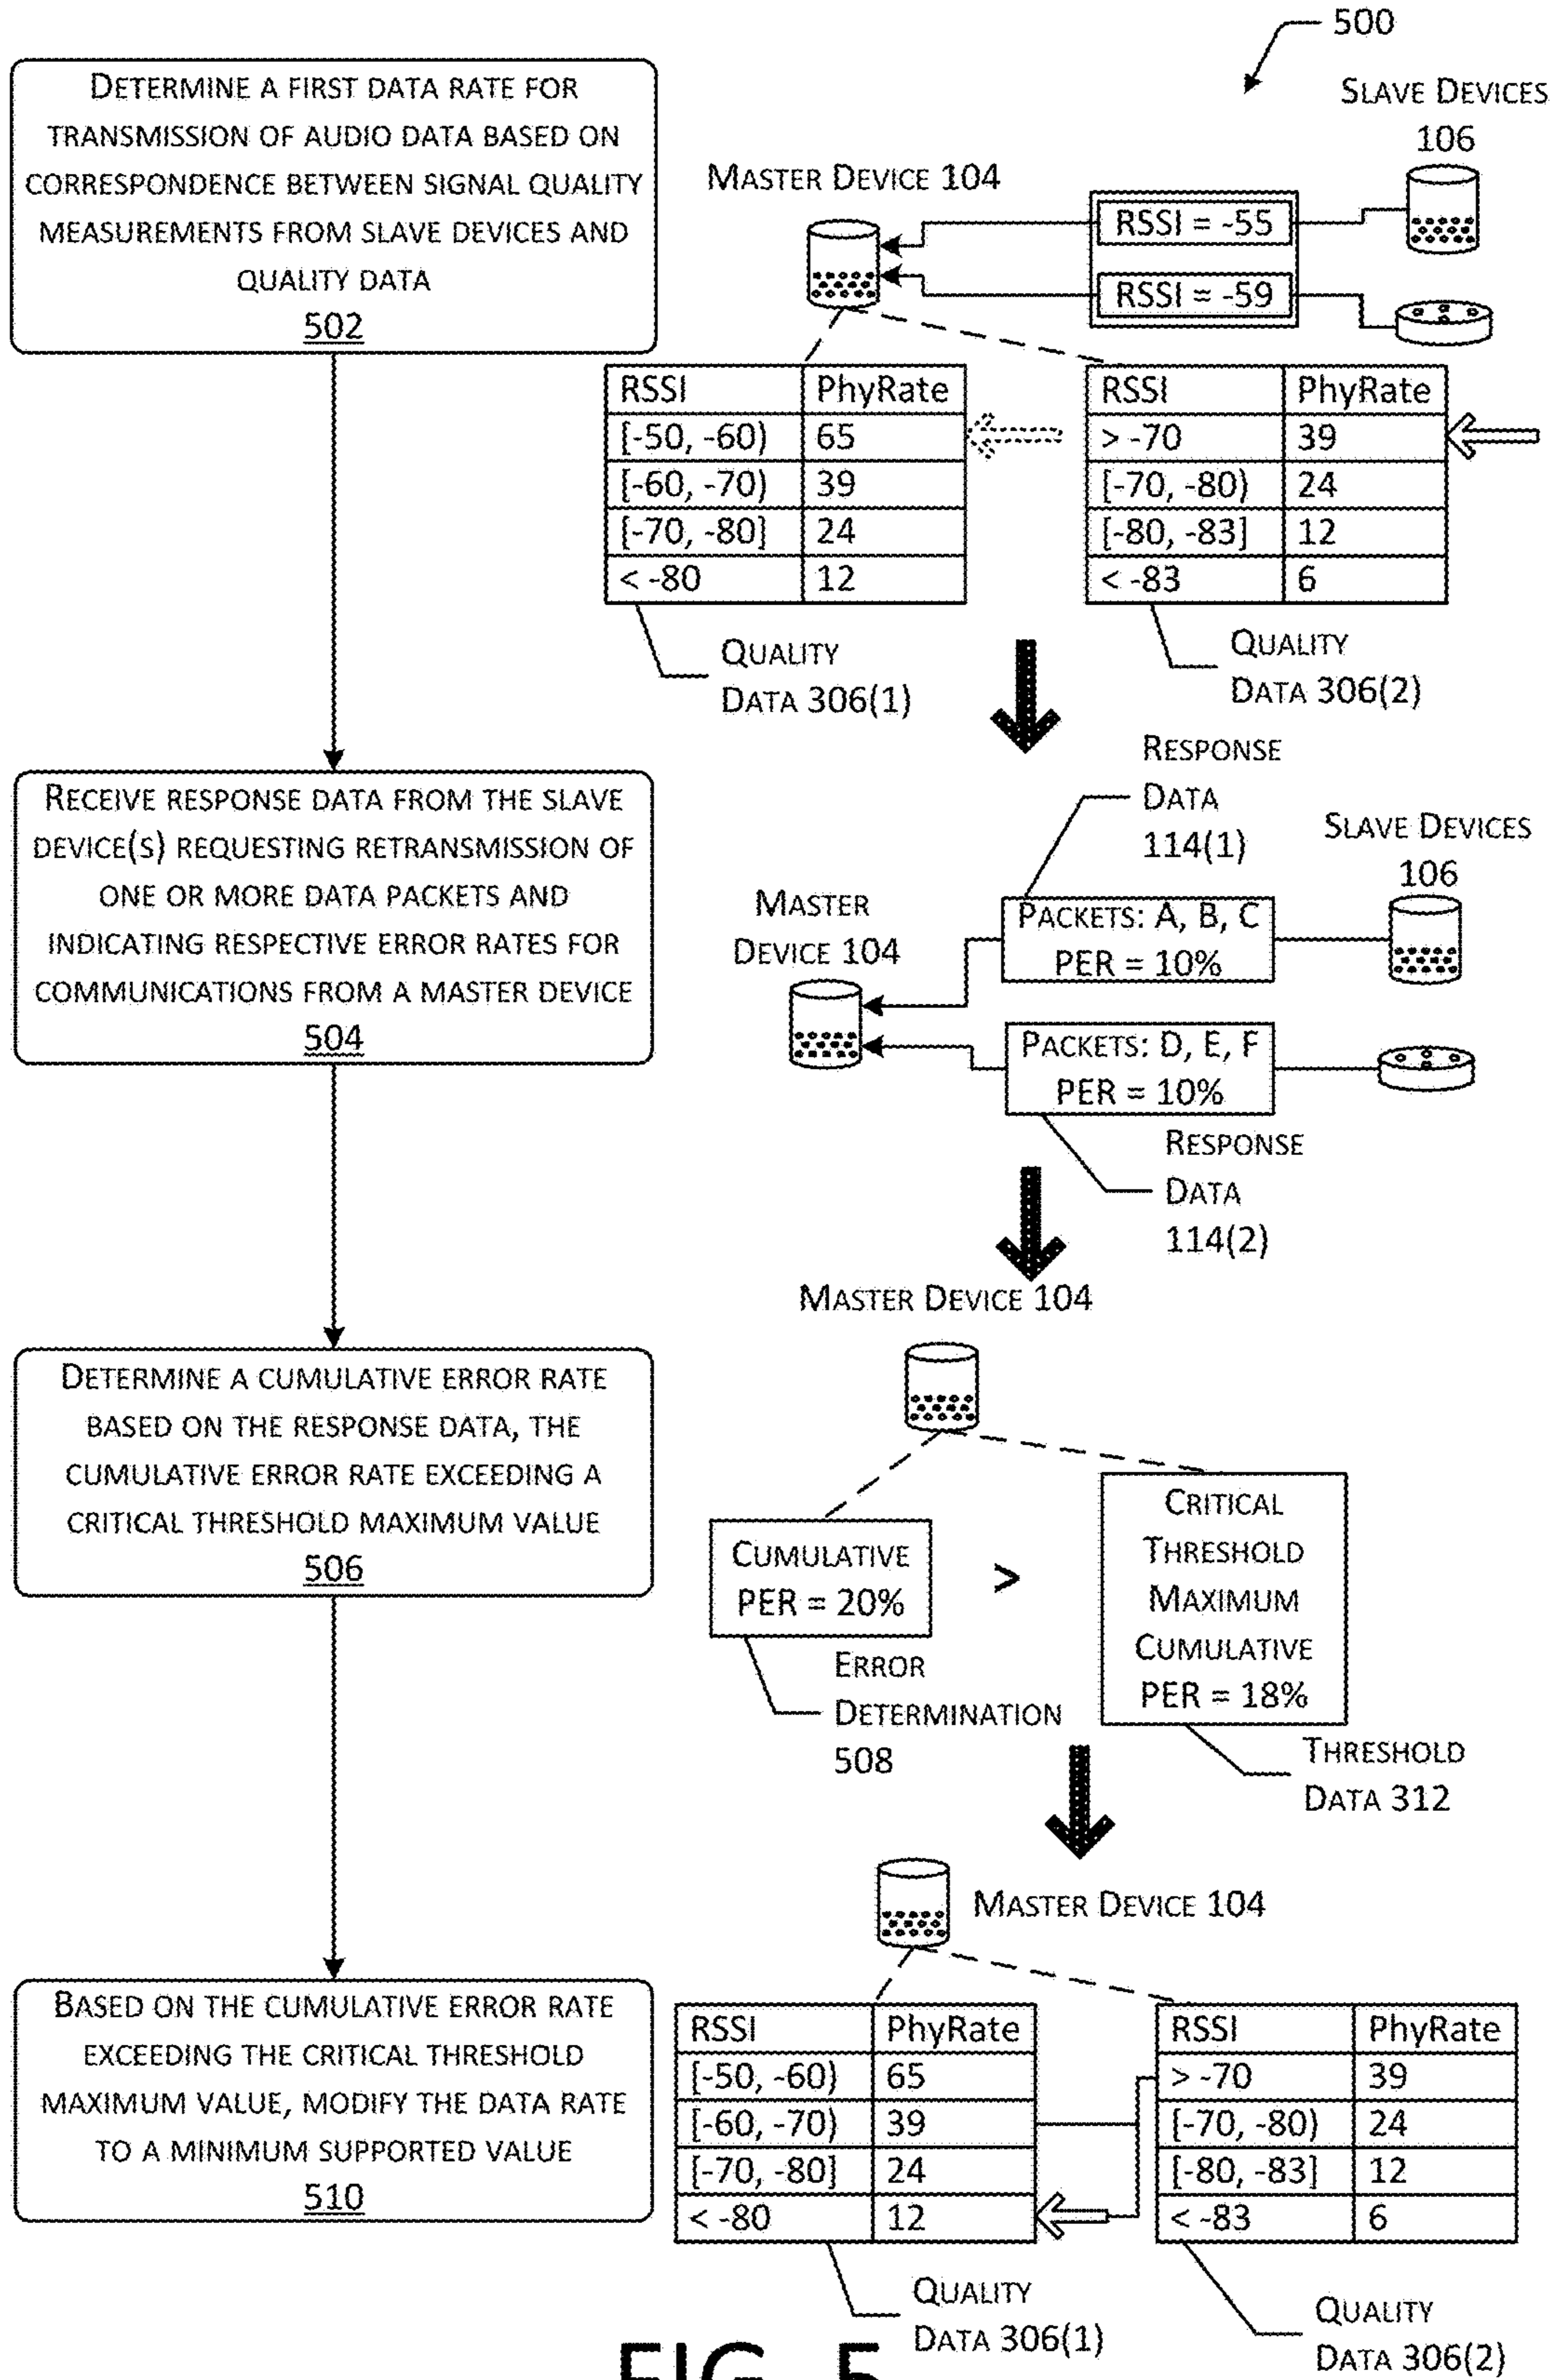 500
DETERMINE A FIRST DATA RATE FOR
TRANSMISSION OF AUDIO DATA BASED ON
CORRESPONDENCE BETWEEN SIGNAL QUALITY
MEASUREMENTS FROM SLAVE DEVICES AND
QUALITY DATA
502
SLAVE DEVICES
106
MASTER DEVICE 104
RSSI = -55
RSSI = -59
RSSI PhyRate
[-50, -60) 65
[-60, -70) 39
[-70, -80] 24
< -80 12
QUALITY
DATA 306(1)
RSSI PhyRate
> -70 39
[-70, -80) 24
[-80, -83] 12
< -83 6
QUALITY
DATA 306(2)
RECEIVE RESPONSE DATA FROM THE SLAVE
DEVICE(S) REQUESTING RETRANSMISSION OF
ONE OR MORE DATA PACKETS AND
INDICATING RESPECTIVE ERROR RATES FOR
COMMUNICATIONS FROM A MASTER DEVICE
504
RESPONSE
DATA
114(1)
SLAVE DEVICES
106
MASTER
DEVICE 104
PACKETS: A, B, C
PER = 10%
PACKETS: D, E, F
PER = 10%
RESPONSE
DATA
114(2)
DETERMINE A CUMULATIVE ERROR RATE
BASED ON THE RESPONSE DATA, THE
CUMULATIVE ERROR RATE EXCEEDING A
CRITICAL THRESHOLD MAXIMUM VALUE
506
MASTER DEVICE 104
CUMULATIVE
PER = 20%
>
CRITICAL
THRESHOLD
MAXIMUM
CUMULATIVE
PER = 18%
ERROR
DETERMINATION
508
THRESHOLD
DATA 312
BASED ON THE CUMULATIVE ERROR RATE
EXCEEDING THE CRITICAL THRESHOLD
MAXIMUM VALUE, MODIFY THE DATA RATE
TO A MINIMUM SUPPORTED VALUE
510
MASTER DEVICE 104
RSSI PhyRate
[-50, -60) 65
[-60, -70) 39
[-70, -80] 24
< -80 12
QUALITY
DATA 306(1)
RSSI PhyRate
> -70 39
[-70, -80) 24
[-80, -83] 12
< -83 6
QUALITY
DATA 306(2)
FIG. 5